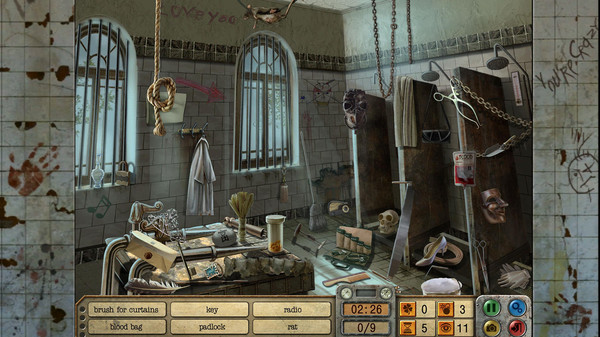 Love you
You're Crazy
BLOOD
brush for curtains
key
radio
blood bag
padlock
rat
02:26
0/9
0
3
5
11